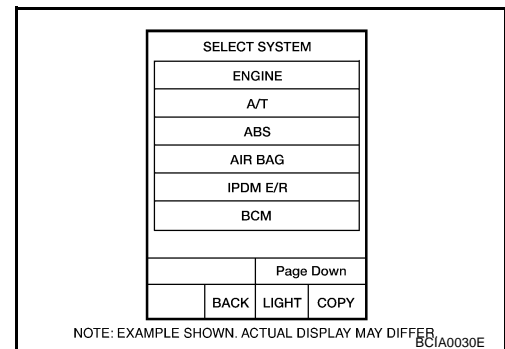 SELECT SYSTEM
ENGINE
A/T
ABS
AIR BAG
IPDM E/R
BCM
Page Down
BACK LIGHT COPY
NOTE: EXAMPLE SHOWN. ACTUAL DISPLAY MAY DIFFER.
BCIA0030E